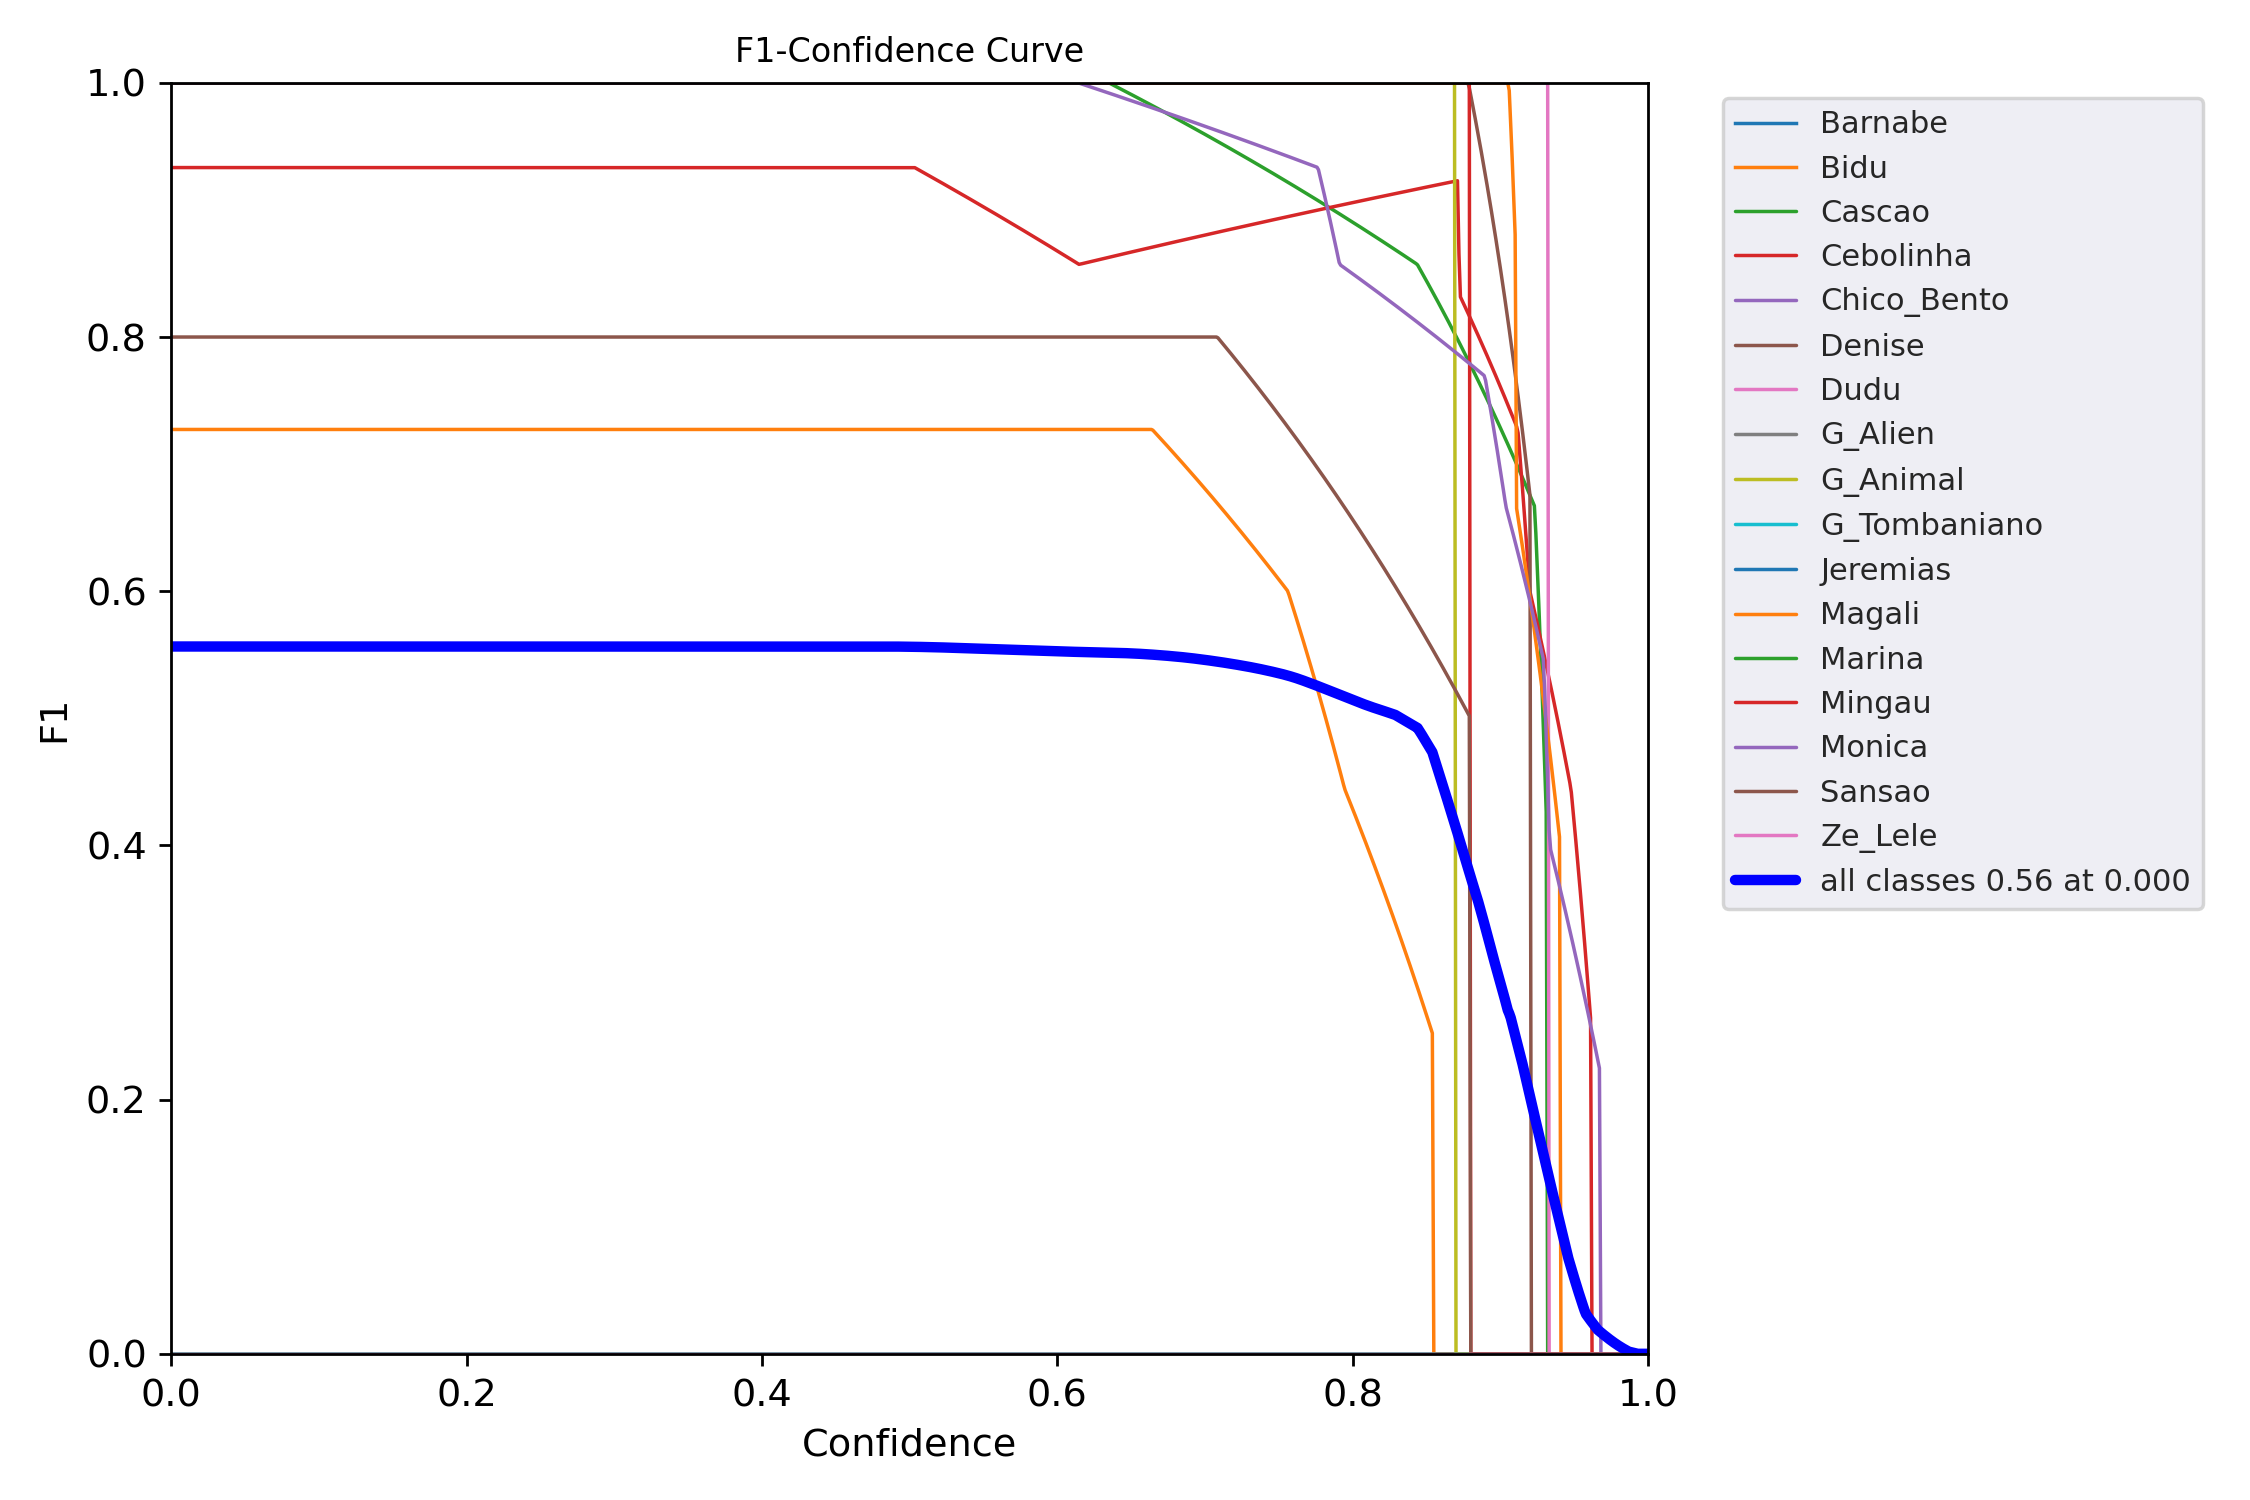 F1-Confidence Curve
1.0
0.8
0.6
0.4
0.2
0.0
F1
0.0 0.2 0.4 0.6 0.8 1.0
Confidence
Barnabe
Bidu
Cascao
Cebolinha
Chico_Bento
Denise
Dudu
G_Alien
G_Animal
G_Tombaniano
Jeremias
Magali
Marina
Mingau
Monica
Sansao
Ze_Lele
all classes 0.56 at 0.000